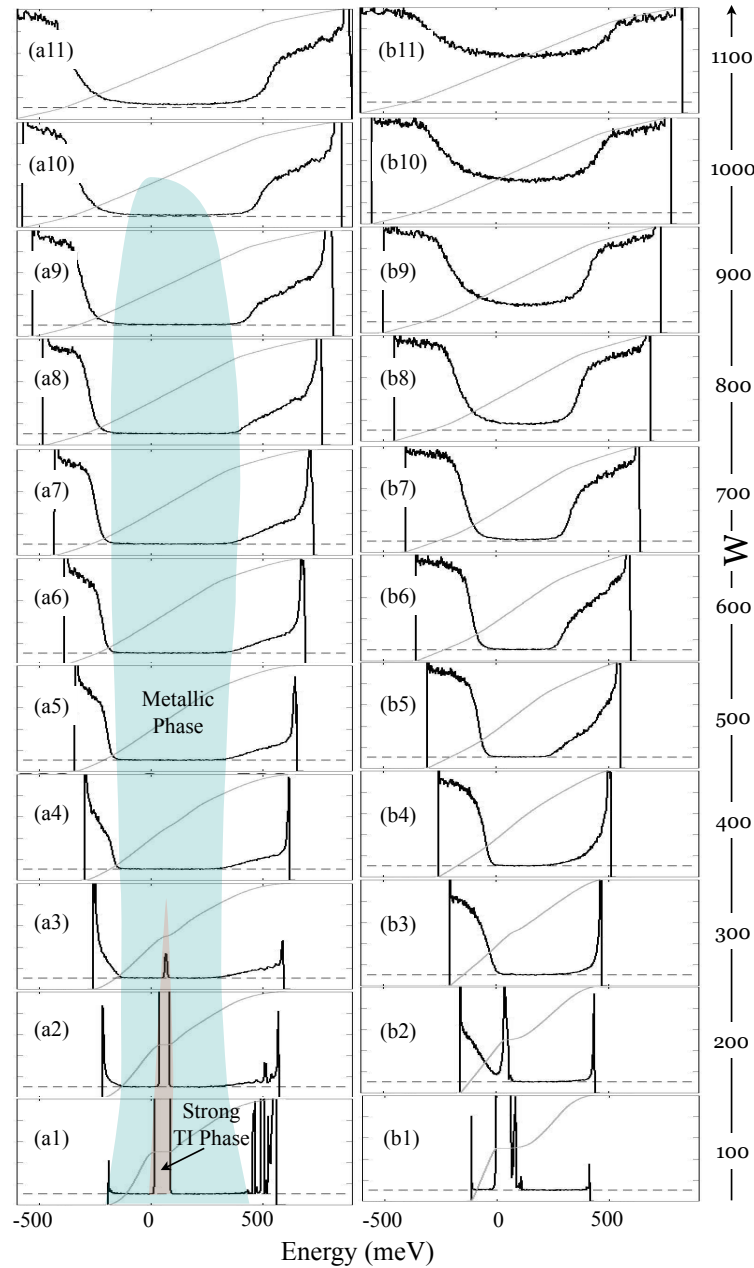 (a11) (b11) 1100
(a10) (b10) 1000
(a9) (b9) 900
(a8) (b8) 800
(a7) (b7) 700
W
(a6) (b6) 600
(a5) Metallic Phase (b5) 500
(a4) (b4) 400
(a3) (b3) 300
(a2) (b2) 200
(a1) Strong TI Phase (b1) 100
-500 0 500 -500 0 500
Energy (meV)